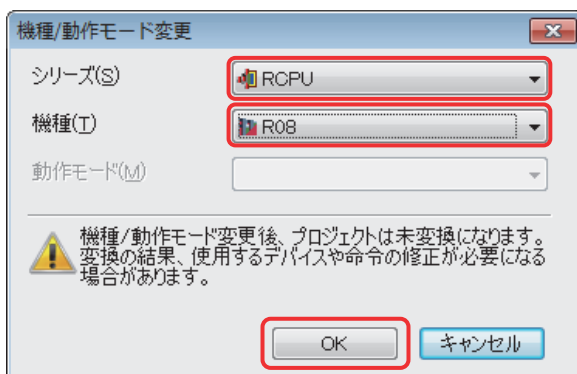 機種/動作モード変更
シリーズ(S) RCPU
機種(T) R08
動作モード(M)
機種/動作モード変更後、プロジェクトは未変換になります。
変換の結果、使用するデバイスや命令の修正が必要になる
場合があります。
OK キャンセル